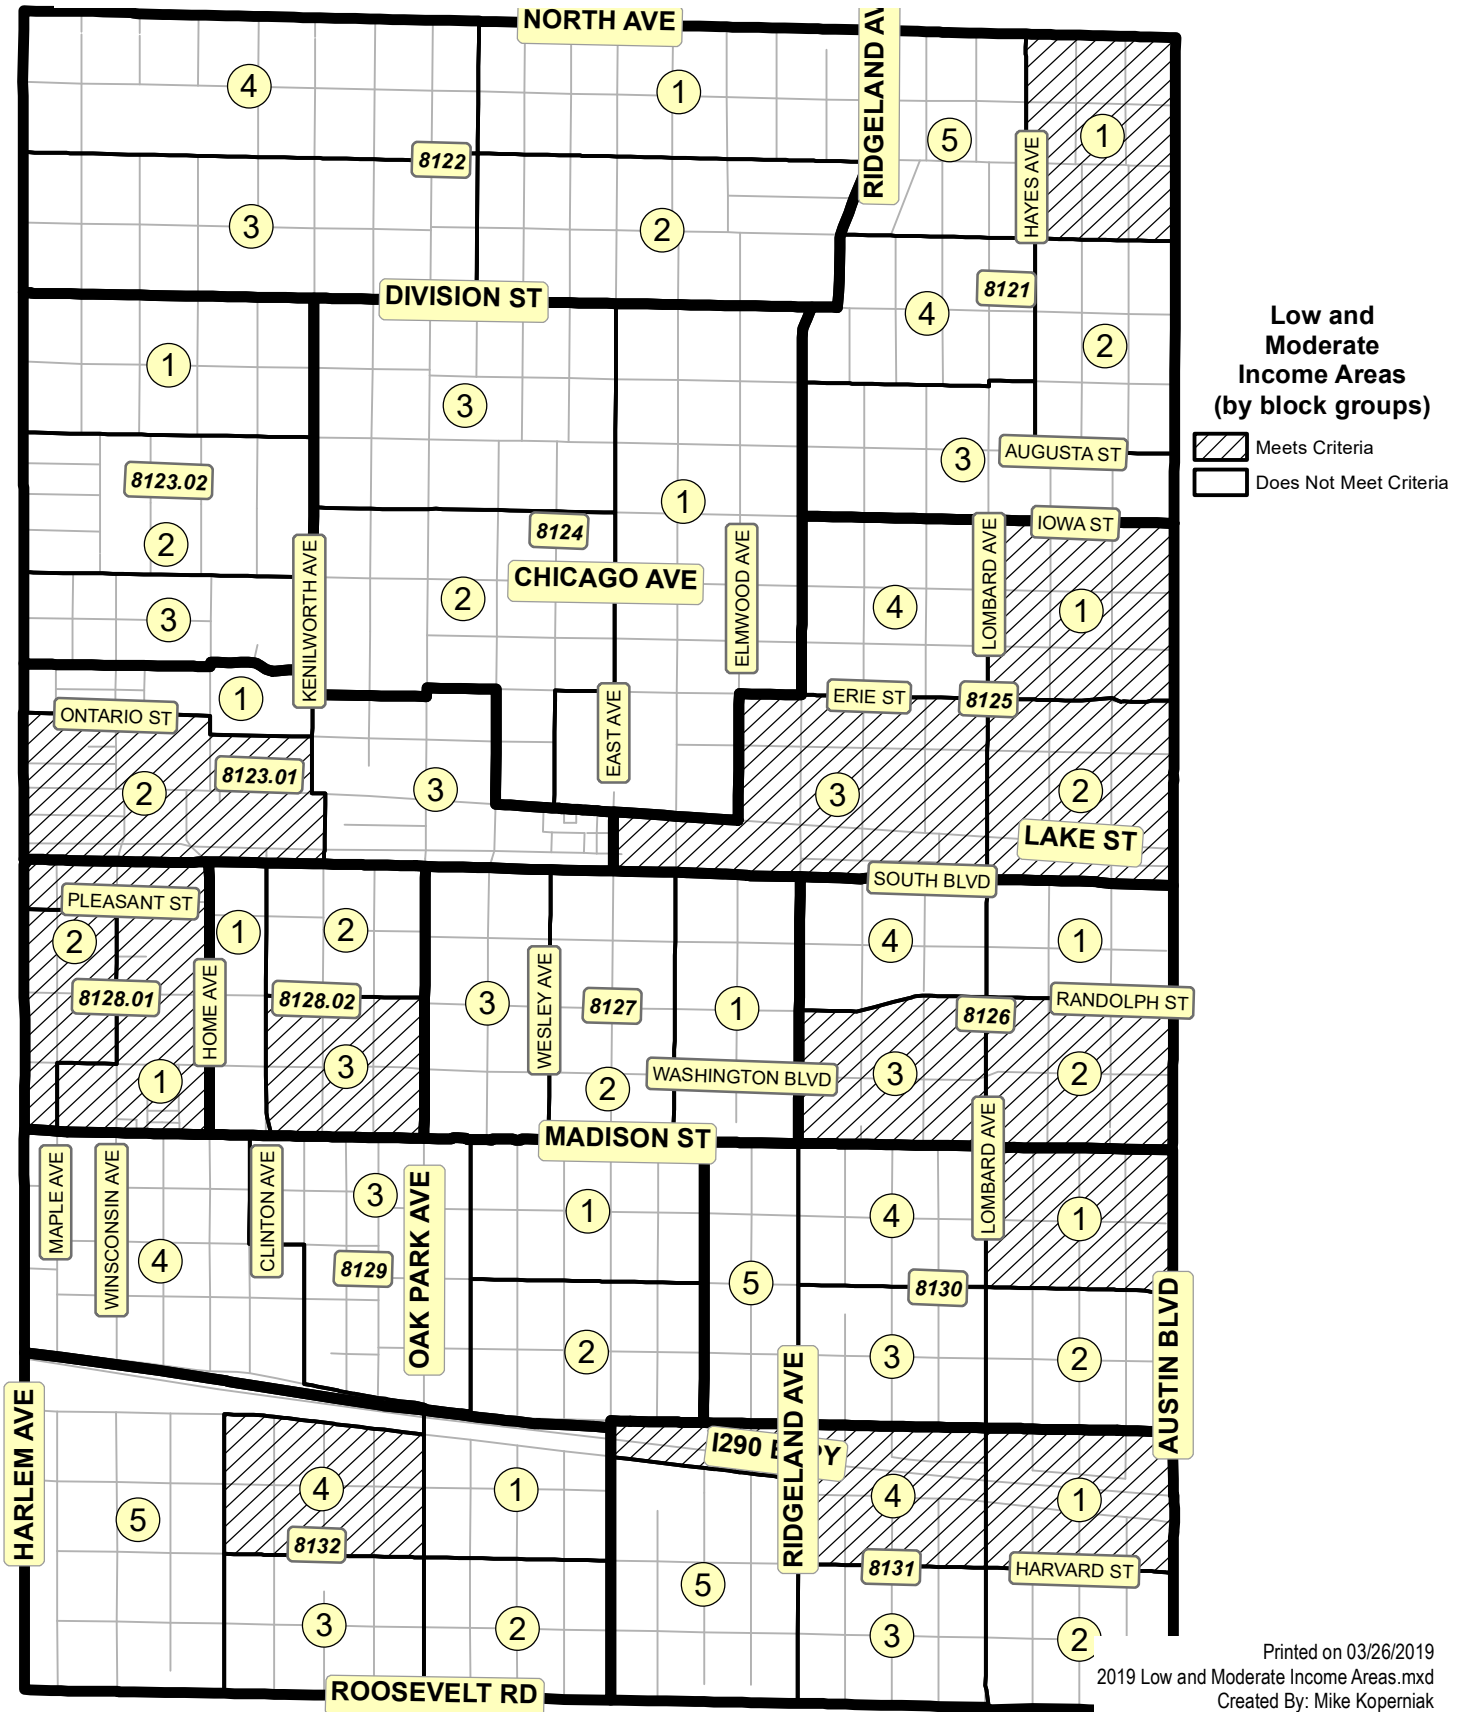 NORTH AVE
RIDGELAND AV
4
1
5
1
8122
HAYES AVE
3
2
DIVISION ST
8121
4
2
Low and
Moderate
Income Areas
(by block groups)
Meets Criteria
Does Not Meet Criteria
1
3
AUGUSTA ST
3
8123.02
1
IOWA ST
8124
2
KENILWORTH AVE
CHICAGO AVE
ELMWOOD AVE
LOMBARD AVE
2
4
1
3
1
ERIE ST
8125
ONTARIO ST
EAST AVE
8123.01
2
3
3
2
LAKE ST
SOUTH BLVD
PLEASANT ST
2
1
2
4
1
8128.01
HOME AVE
8128.02
3
WESLEY AVE
8127
1
8126
RANDOLPH ST
1
3
2
WASHINGTON BLVD
3
2
MADISON ST
LOMBARD AVE
MAPLE AVE
WINSCONSIN AVE
CLINTON AVE
3
OAK PARK AVE
1
4
1
4
8129
5
8130
2
3
2
AUSTIN BLVD
HARLEM AVE
RIDGELAND AVE
I290 E PY
5
4
1
4
1
8132
8131
HARVARD ST
5
3
2
3
2
ROOSEVELT RD
Printed on 03/26/2019
2019 Low and Moderate Income Areas.mxd
Created By: Mike Koperniak